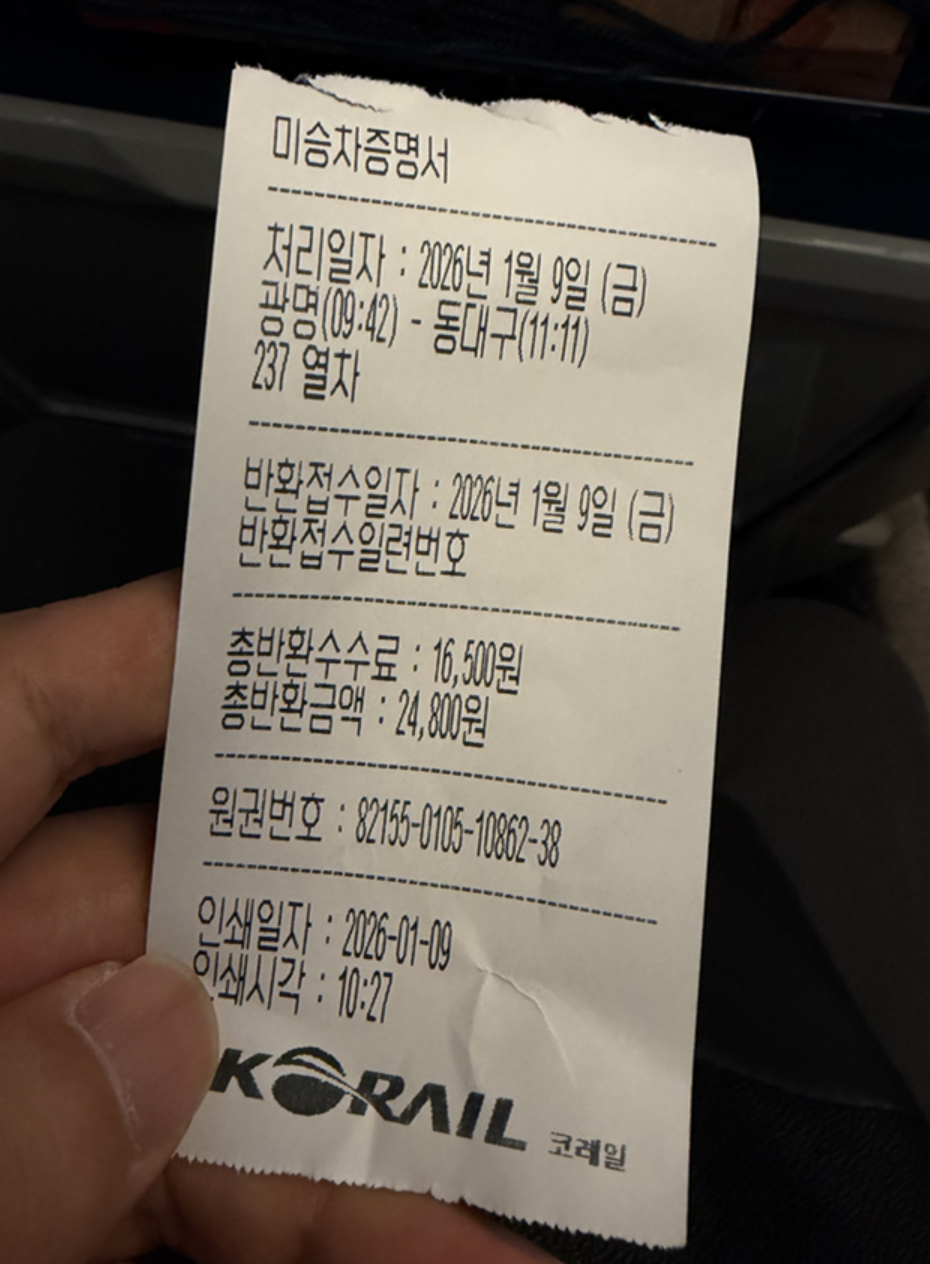 미승차증명서
처리일자 : 2026년 1월 9일 (금)
광명(09:42) - 동대구(11:11)
237 열차
반환접수일자 : 2026년 1월 9일 (금)
반환접수일련번호
총반환수수료 : 16,500원
총반환금액 : 24,800원
원권번호 : 82155-0105-10862-38
인쇄일자 : 2026-01-09
인쇄시각 : 10:27
KORAIL 코레일